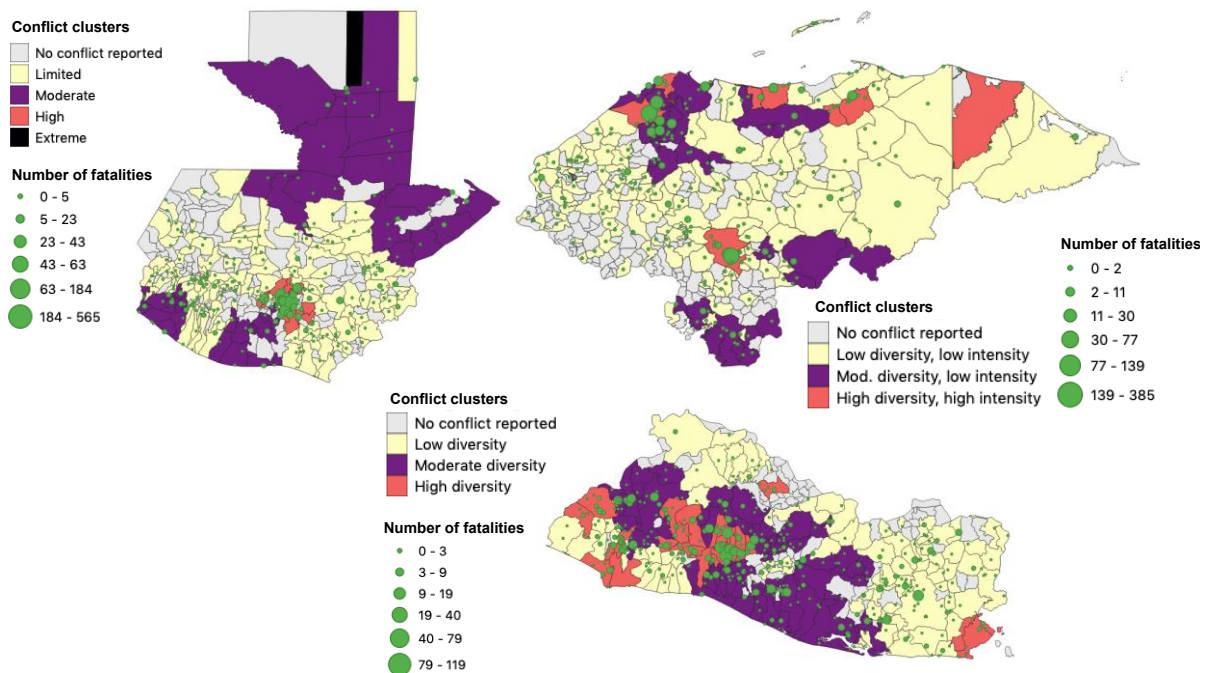 Conflict clusters
No conflict reported
Limited
Moderate
High
Extreme
Number of fatalities
0 - 5
5 - 23
23 - 43
43 - 63
63 - 184
184 - 565
Number of fatalities
0 - 2
2 - 11
11 - 30
30 - 77
77 - 139
139 - 385
Conflict clusters
No conflict reported
Low diversity, low intensity
Mod. diversity, low intensity
High diversity, high intensity
Conflict clusters
No conflict reported
Low diversity
Moderate diversity
High diversity
Number of fatalities
0 - 3
3 - 9
9 - 19
19 - 40
40 - 79
79 - 119